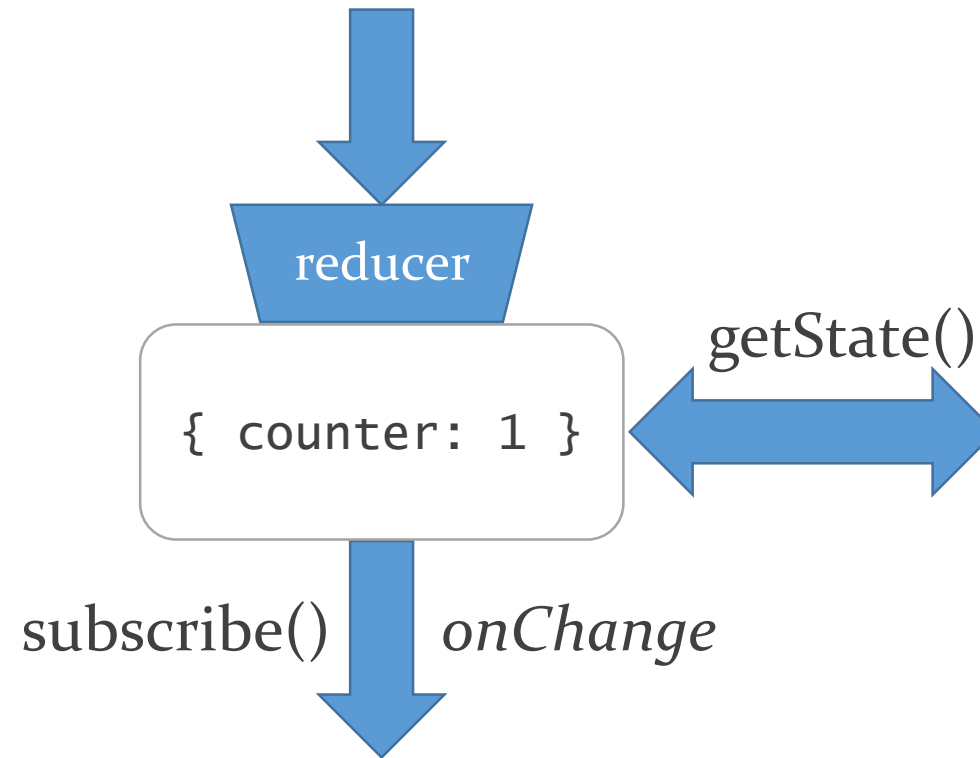 reducer
getState()
{ counter: 1 }
subscribe()
onChange